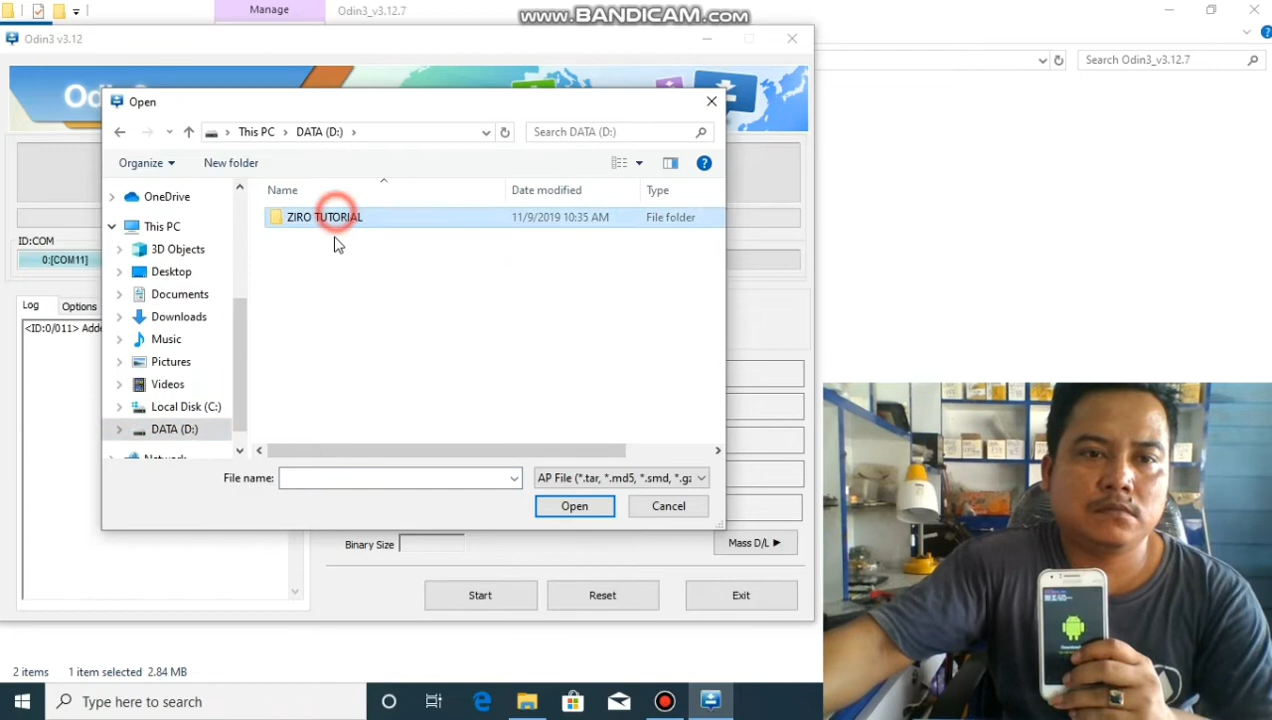 Manage
Odin3_v3.12.7
www.BANDICAM.com
Odin3 v3.12
Search Odin3_v3.12.7
Open
This PC
DATA (D:)
Search DATA (D:)
Organize
New folder
Name
Date modified
Type
OneDrive
ZIRO TUTORIAL
11/9/2019 10:35 AM
File folder
This PC
ID:COM
3D Objects
0:[COM11]
Desktop
Documents
Log
Options
Downloads
<ID:0/011> Adde
Music
Pictures
Videos
Local Disk (C:)
DATA (D:)
File name:
AP File (*.tar, *.md5, *.smd, *.gz
Open
Cancel
Binary Size
Mass D/L ►
Start
Reset
Exit
2 items
1 item selected 2.84 MB
Type here to search